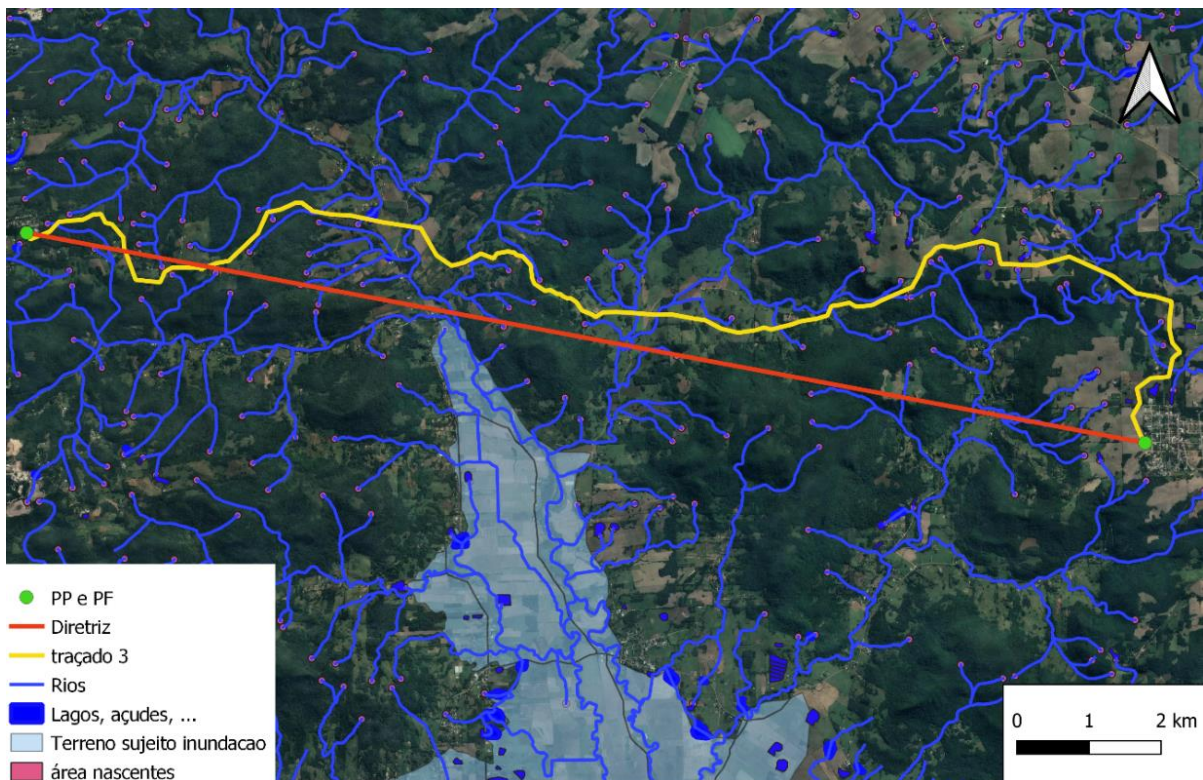 PP e PF
Diretriz
traçado 3
Rios
Lagos, açudes, ...
Terreno sujeito inundacao
área nascentes
0 1 2 km